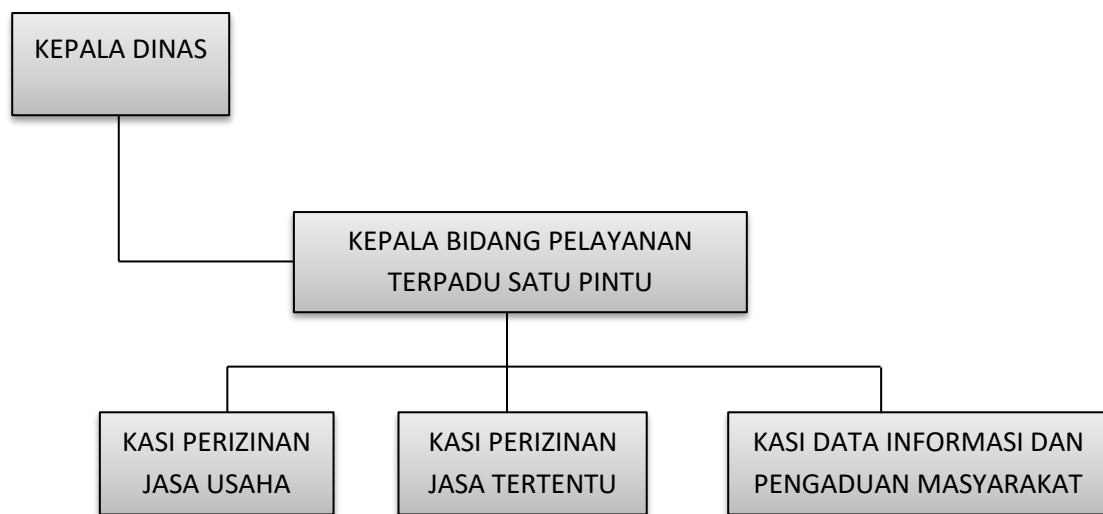 KEPALA DINAS
KEPALA BIDANG PELAYANAN
TERPADU SATU PINTU
KASI PERIZINAN
JASA USAHA
KASI PERIZINAN
JASA TERTENTU
KASI DATA INFORMASI DAN
PENGADUAN MASYARAKAT